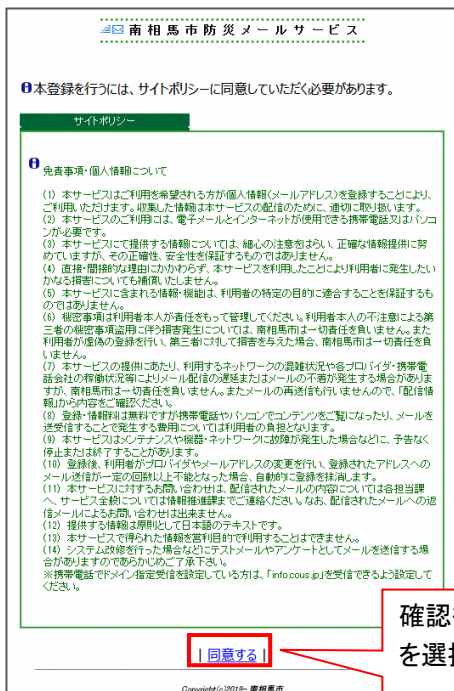 南相馬市防災メールサービス
本登録を行うには、サイトポリシーに同意していただく必要があります。
サイトポリシー
免責事項・個人情報について
(1) 本サービスはご利用を希望される方が個人情報(メールアドレス)を登録することにより、
ご利用いただけます。収集した情報は本サービスの配信のために、適切に取り扱います。
(2) 本サービスのご利用には、電子メールとインターネットが使用できる携帯電話又はパソコ
ンが必要です。
(3) 本サービスにて提供する情報については、細心の注意をはらい、正確な情報提供に努
めていますが、その正確性、安全性を保証するものではありません。
(4) 直接・間接的な理由にかかわらず、本サービスを利用したことにより利用者に発生したい
かなる損害についても補償いたしません。
(5) 本サービスに含まれる情報・機能は、利用者の特定の目的に適合することを保証するも
のではありません。
(6) 機密事項は利用者本人が責任をもって管理してください。利用者本人の不注意による第
三者の機密事項盗用に伴う損害発生については、南相馬市は一切責任を負いません。また
利用者が虚偽の登録を行い、第三者に対して損害を与えた場合、南相馬市は一切責任を負
いません。
(7) 本サービスの提供にあたり、利用するネットワークの混雑状況や各プロバイダ・携帯電
話会社の稼働状況等によりメール配信の遅延またはメールの不着が発生する場合がありま
すが、南相馬市は一切責任を負いません。またメールの再送信も行いませんので、「配信情
報」から内容をご確認ください。
(8) 登録・情報料は無料ですが携帯電話やパソコンでコンテンツをご覧になったり、メールを
送受信することで発生する費用については利用者の負担となります。
(9) 本サービスはメンテナンスや機器・ネットワークに故障が発生した場合などに、予告なく
停止または終了することがあります。
(10) 登録後、利用者がプロバイダやメールアドレスの変更を行い、登録されたアドレスへの
メール送信が一定の回数以上不能となった場合、自動的に登録を抹消します。
(11) 本サービスに対するお問い合わせは、配信されたメールの内容については各担当課
へ、サービス全般については情報推進課までご連絡ください。なお、配信されたメールへの返
信メールによるお問い合わせは出来ません。
(12) 提供する情報は原則として日本語のテキストです。
(13) 本サービスで得られた情報を営利目的で利用することはできません。
(14) システム改修を行った場合などにテストメールやアンケートとしてメールを送信する場
合がありますのであらかじめご了承下さい。
※携帯電話でドメイン指定受信を設定している方は、「info.cous.jp」を受信できるよう設定して
ください。
| 同意する |
確認
を選
Copyright(c)2019- 南相馬市